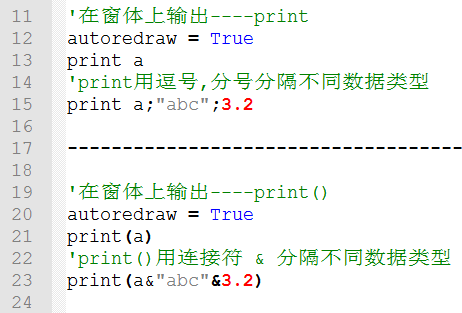 11 '在窗体上输出----print
12 autoredraw = True
13 print a
14 'print用逗号,分号分隔不同数据类型
15 print a;"abc";3.2
16
17 ------------------------------------
18
19 '在窗体上输出----print()
20 autoredraw = True
21 print(a)
22 'print()用连接符 & 分隔不同数据类型
23 print(a&"abc"&3.2)
24